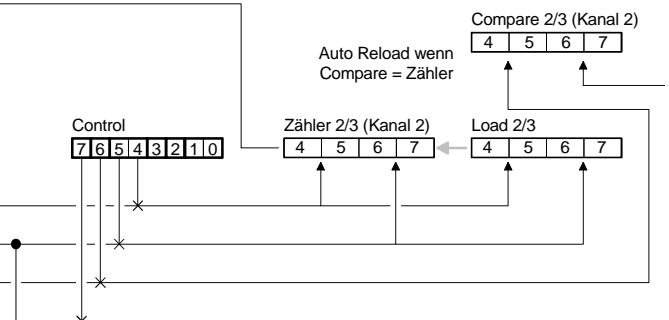 Compare 2/3 (Kanal 2)
4 5 6 7
Auto Reload wenn
Compare = Zähler
Control
7 6 5 4 3 2 1 0
Zähler 2/3 (Kanal 2)
4 5 6 7
Load 2/3
4 5 6 7